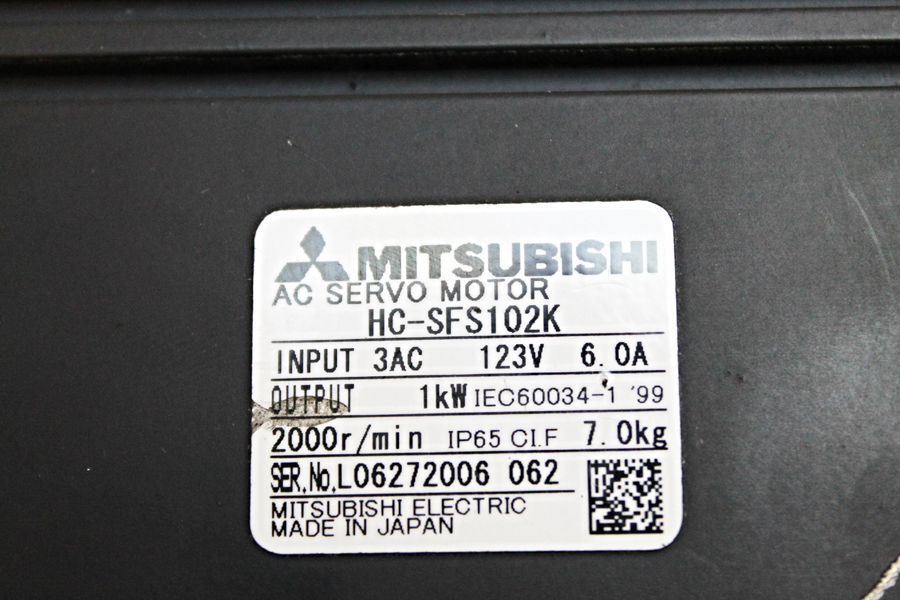 MITSUBISHI
AC SERVO MOTOR
HC-SFS102K
INPUT 3AC 123V 6.0A
OUTPUT 1kW IEC60034-1 '99
2000r/min IP65 CI.F 7.0kg
SER.No.L06272006 062
MITSUBISHI ELECTRIC
MADE IN JAPAN